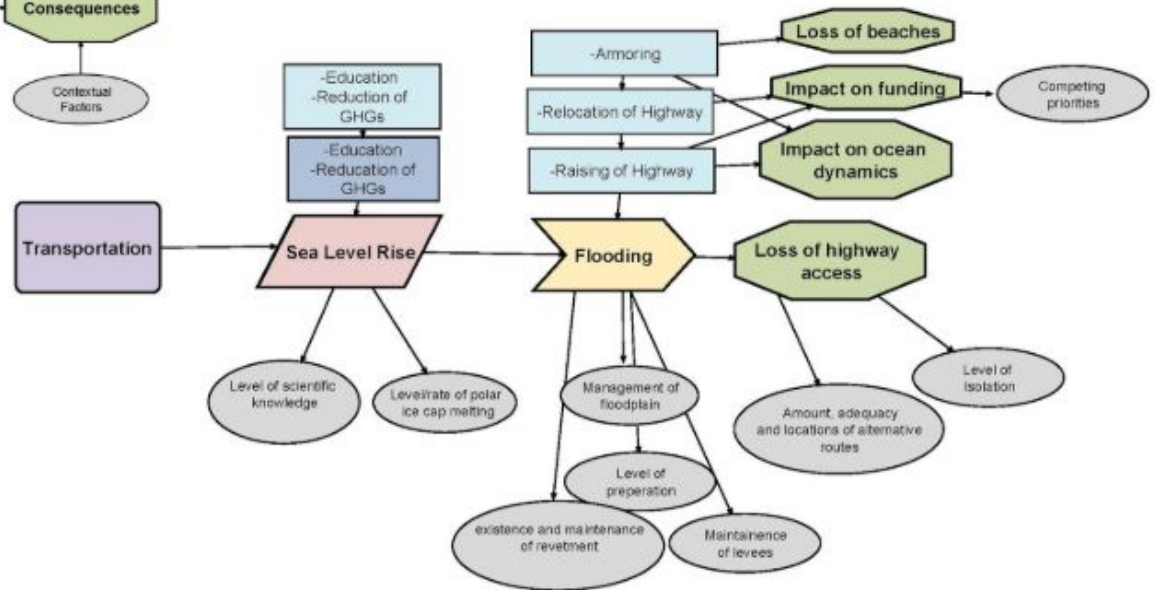 Consequences
Contextual
Factors
-Education
-Reduction of
GHGs
-Education
-Reducation of
GHGs
-Armoring
-Relocation of Highway
-Raising of Highway
Loss of beaches
Impact on funding
Competing
priorities
Impact on ocean
dynamics
Transportation
Sea Level Rise
Flooding
Loss of highway
access
Level of scientific
knowledge
Level/rate of polar
ice cap melting
Management of
floodplain
Level of
Isolation
Amount, adequacy
and locations of alternative
routes
Level of
preperation
existence and maintenance
of revetment
Maintainence
of levees